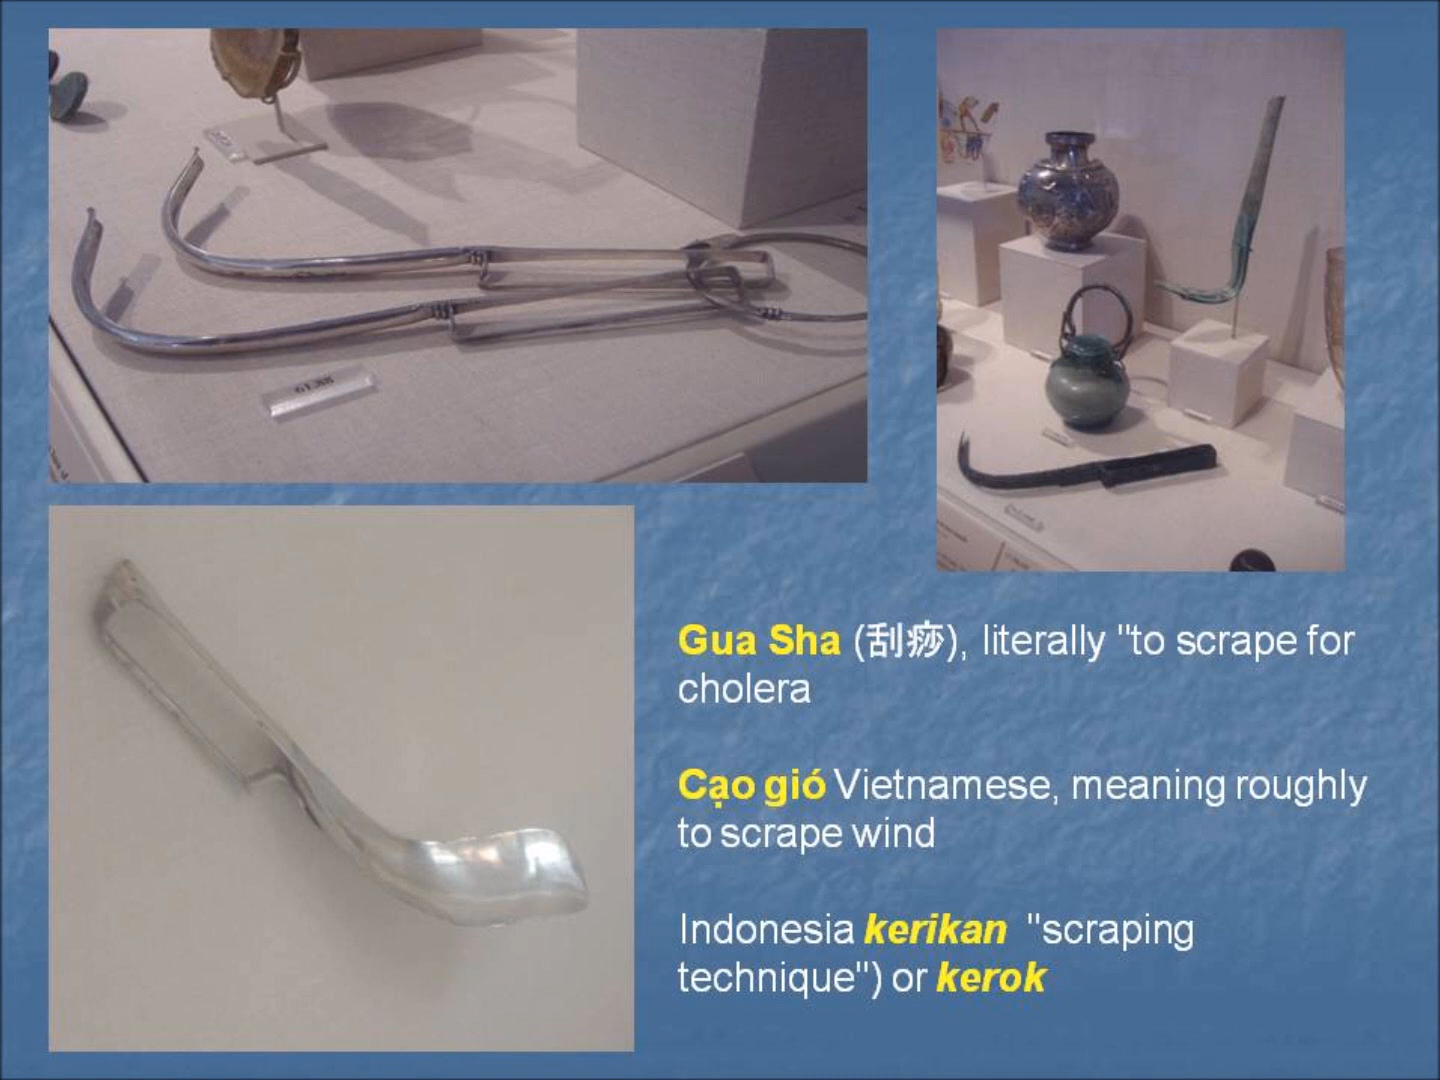 Gua Sha (刮痧), literally "to scrape for
cholera
Cạo gió Vietnamese, meaning roughly
to scrape wind
Indonesia kerikan "scraping
technique") or kerok